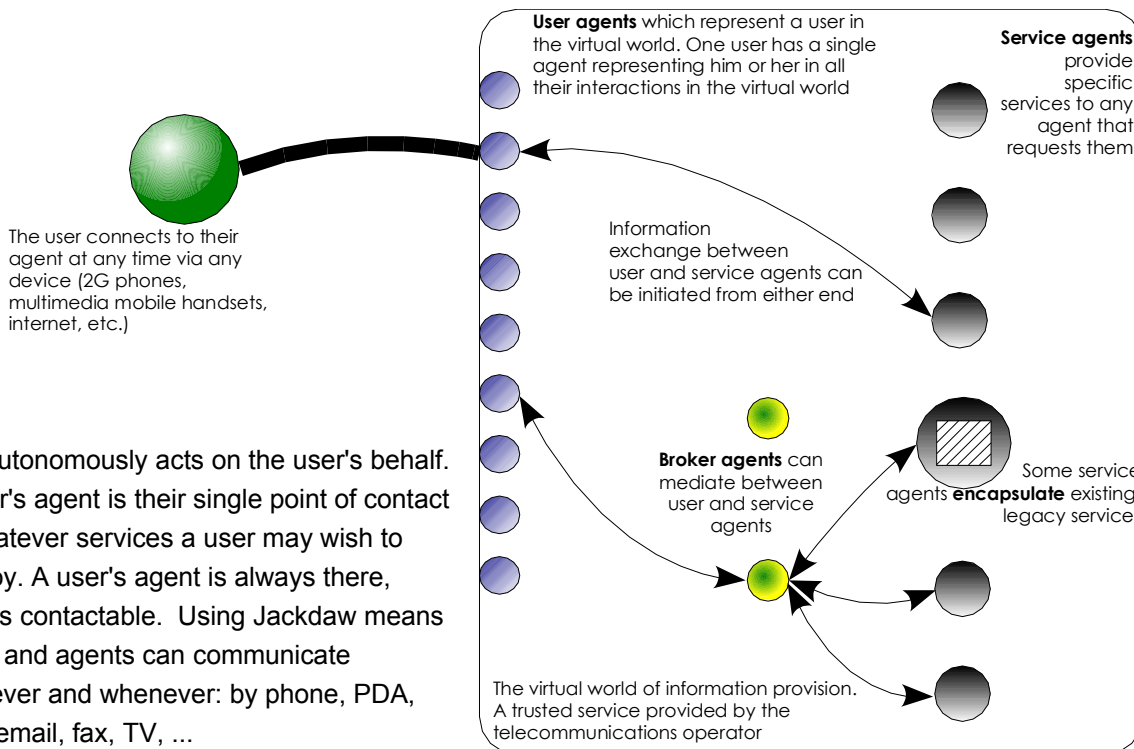 User agents which represent a user in
the virtual world. One user has a single
agent representing him or her in all
their interactions in the virtual world
Service agents
provide
specific
services to any
agent that
requests them
The user connects to their
agent at any time via any
device (2G phones,
multimedia mobile handsets,
internet, etc.)
Information
exchange between
user and service agents can
be initiated from either end
Broker agents can
mediate between
user and service
agents
Some service
agents encapsulate existing
legacy service
utonomously acts on the user's behalf.
r's agent is their single point of contact
atever services a user may wish to
oy. A user's agent is always there,
s contactable. Using Jackdaw means
and agents can communicate
ever and whenever: by phone, PDA,
email, fax, TV, ...
The virtual world of information provision.
A trusted service provided by the
telecommunications operator